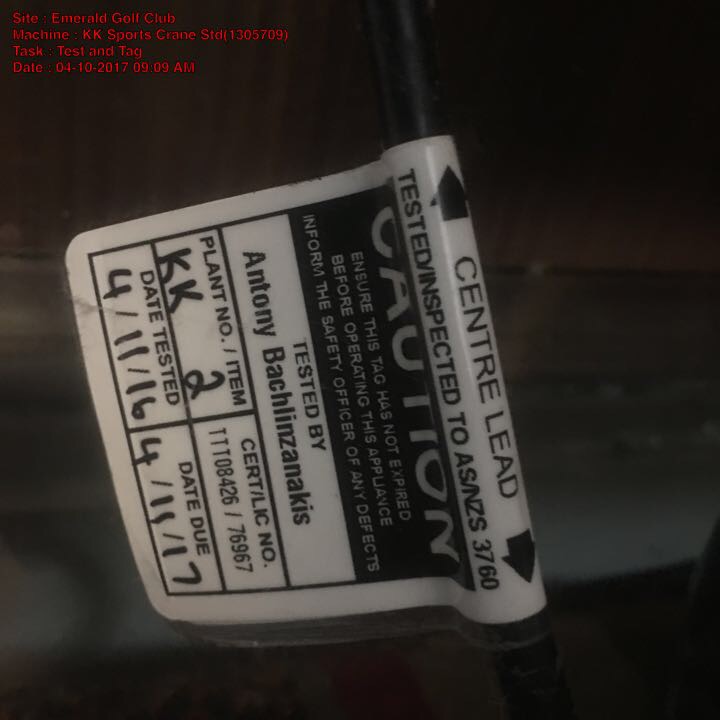 Site : Emerald Golf Club
Machine : KK Sports Crane Std(1305709)
Task : Test and Tag
Date : 04-10-2017 09:09 AM
CENTRE LEAD
TESTED/INSPECTED TO AS/NZS 3760
CAUTION
ENSURE THIS TAG HAS NOT EXPIRED
BEFORE OPERATING THIS APPLIANCE
INFORM THE SAFETY OFFICER OF ANY DEFECTS
TESTED BY
Antony Bachlinzanakis
PLANT NO. / ITEM
KK 2
CERT/LIC NO.
TTT08426 / 76967
DATE TESTED
4/11/16
DATE DUE
4/11/17